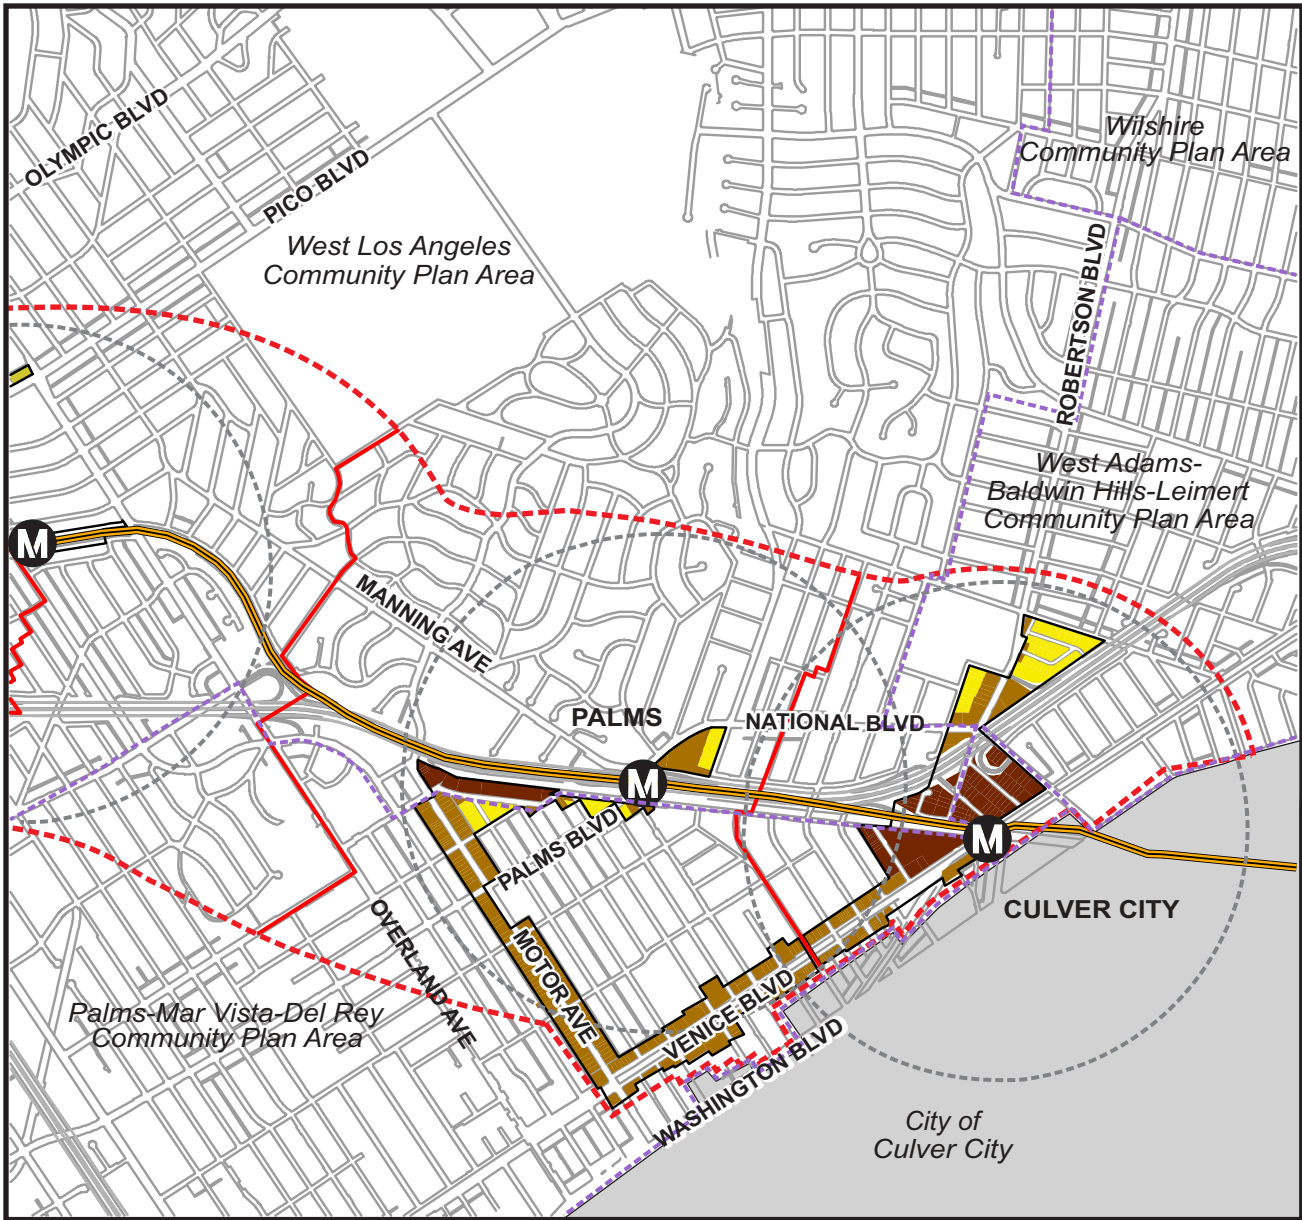 OLYMPIC BLVD
PICO BLVD
Wilshire
Community Plan Area
West Los Angeles
Community Plan Area
ROBERTSON BLVD
West Adams-
Baldwin Hills-Leimert
Community Plan Area
M
MANNING AVE
PALMS
NATIONAL BLVD
M
PALMS BLVD
M
OVERLAND AVE
MOTOR AVE
CULVER CITY
VENICE BLVD
WASHINGTON BLVD
Palms-Mar Vista-Del Rey
Community Plan Area
City of
Culver City